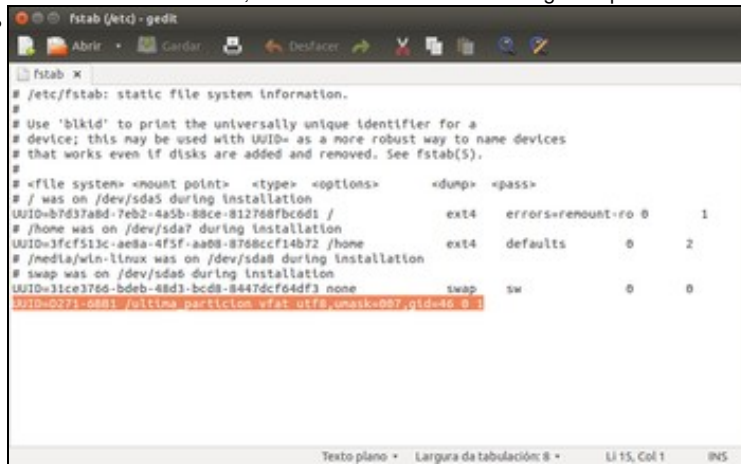 fstab (/etc) - gedit
Abrir Gardar Desfacer
fstab
# /etc/fstab: static file system information.
#
# Use 'blkid' to print the universally unique identifier for a
# device; this may be used with UUID= as a more robust way to name devices
# that works even if disks are added and removed. See fstab(5).
#
# <file system> <mount point> <type> <options> <dump> <pass>
# / was on /dev/sda5 during installation
UUID=b7d37a8d-7eb2-4a5b-88ce-812768fbc6d1 / ext4 errors=remount-ro 0 1
# /home was on /dev/sda7 during installation
UUID=3fcf513c-ae8a-4f5f-aa08-8768ccf14b72 /home ext4 defaults 0 2
# /media/win-linux was on /dev/sda8 during installation
# swap was on /dev/sda6 during installation
UUID=31ce3766-bdeb-48d3-bcd8-8447dcf64df3 none swap sw 0 0
UUID=D271-6BB1 /ultima_particion vfat utf8,umask=007,gid=46 0 1
Texto plano Largura da tabulación: 8 Li 15, Col 1 INS